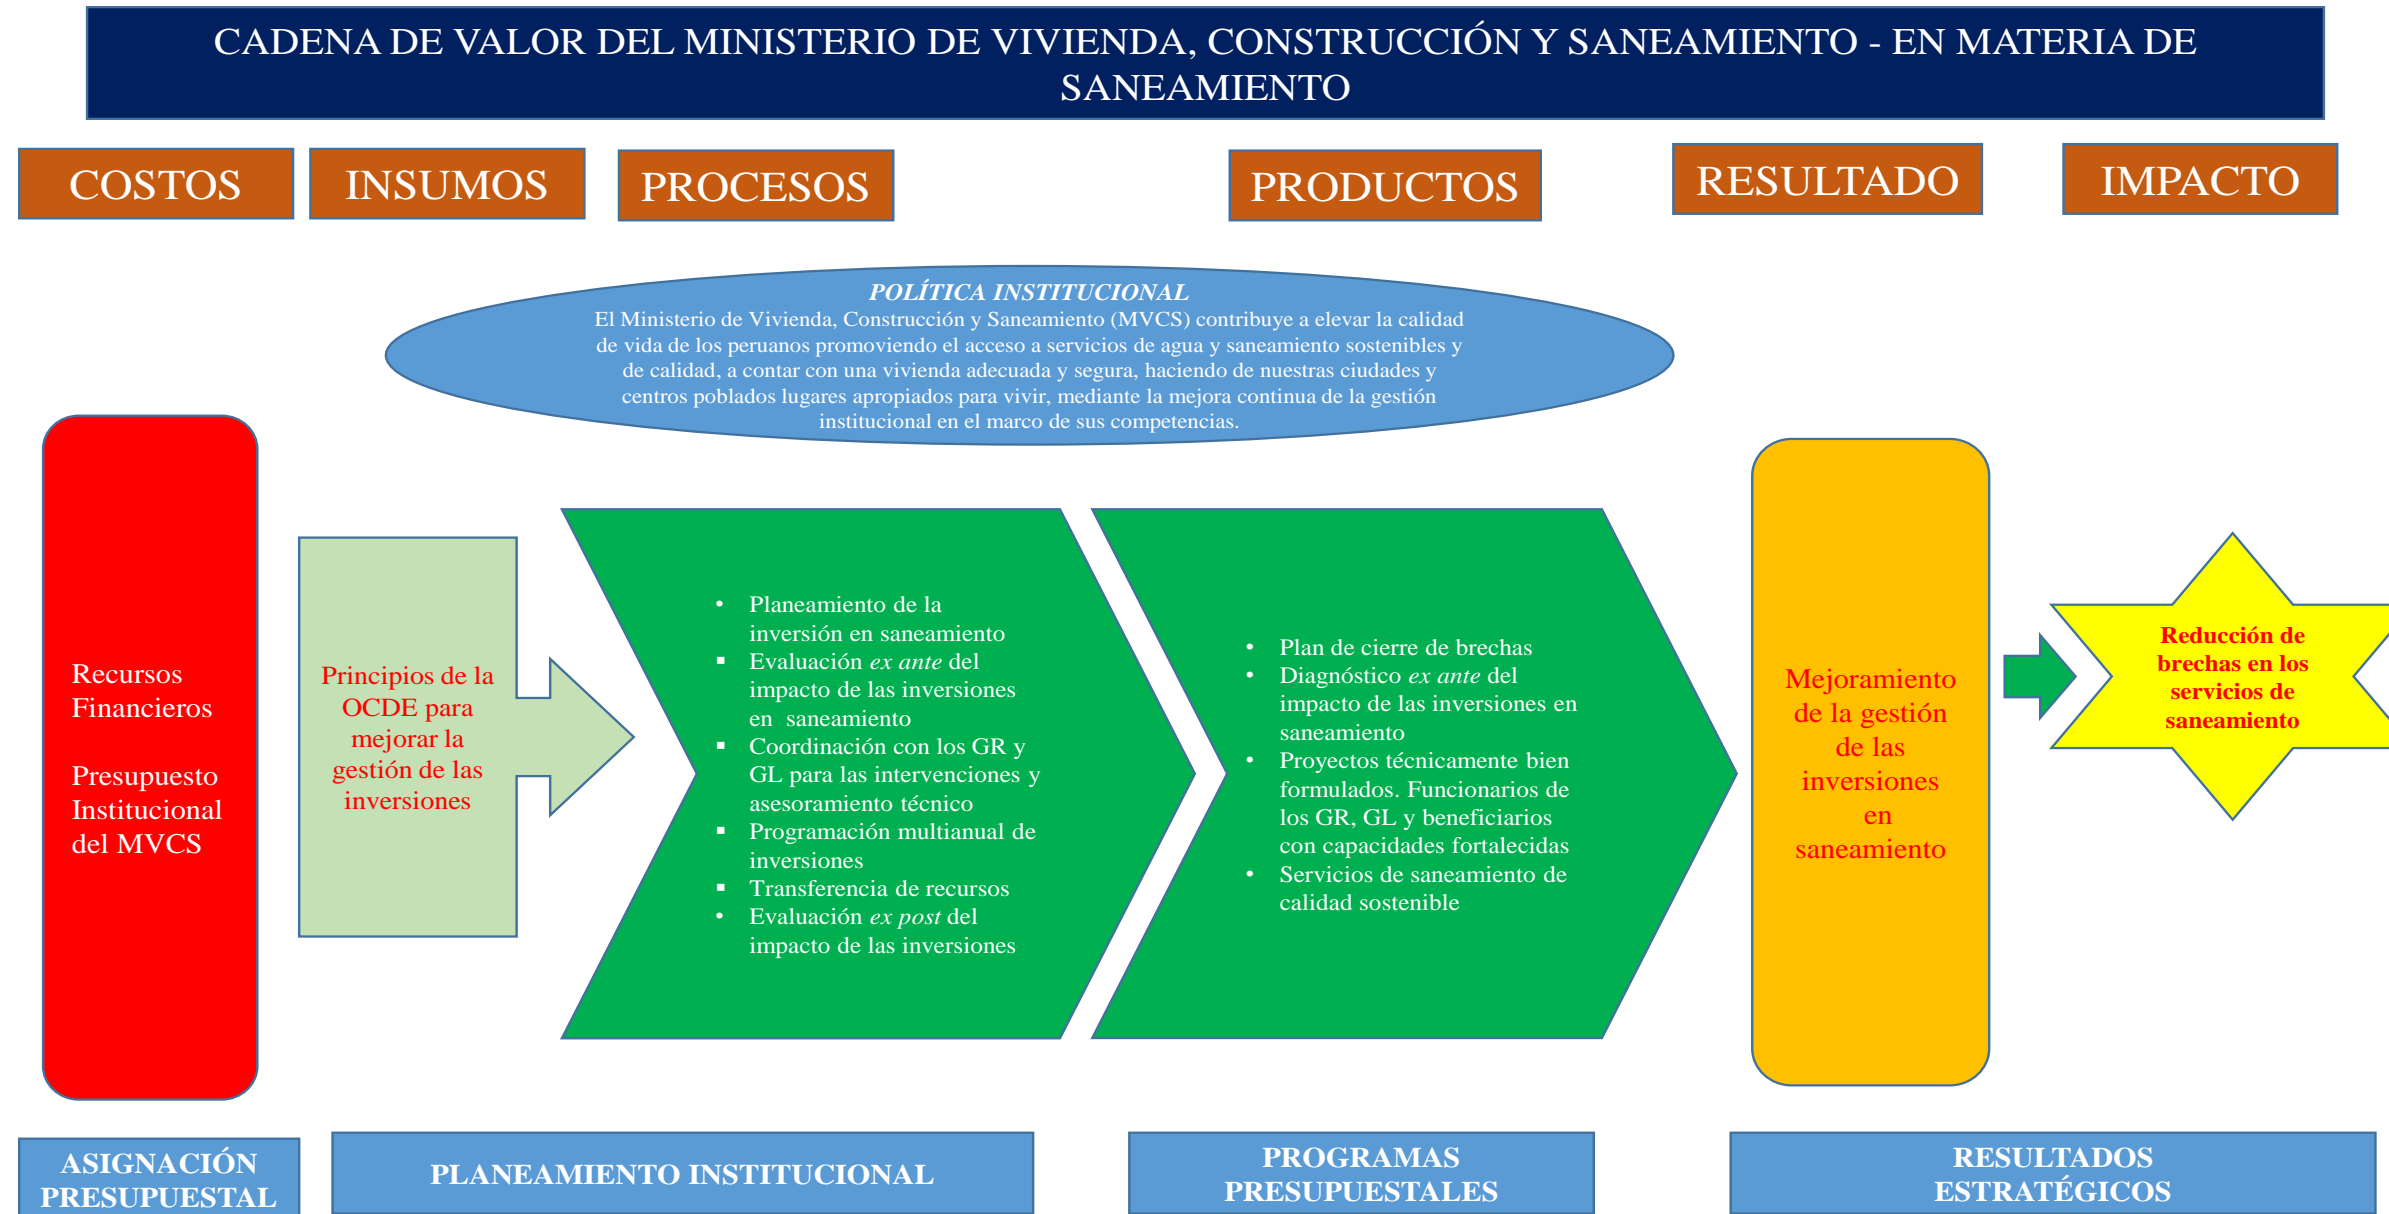 CADENA DE VALOR DEL MINISTERIO DE VIVIENDA, CONSTRUCCIÓN Y SANEAMIENTO - EN MATERIA DE
SANEAMIENTO
COSTOS
INSUMOS
PROCESOS
PRODUCTOS
RESULTADO
IMPACTO
POLÍTICA INSTITUCIONAL
El Ministerio de Vivienda, Construcción y Saneamiento (MVCS) contribuye a elevar la calidad
de vida de los peruanos promoviendo el acceso a servicios de agua y saneamiento sostenibles y
de calidad, a contar con una vivienda adecuada y segura, haciendo de nuestras ciudades y
centros poblados lugares apropiados para vivir, mediante la mejora continua de la gestión
institucional en el marco de sus competencias.
Recursos
Financieros
Presupuesto
Institucional
del MVCS
Principios de la
OCDE para
mejorar la
gestión de las
inversiones
• Planeamiento de la
inversión en saneamiento
▪ Evaluación ex ante del
impacto de las inversiones
en saneamiento
▪ Coordinación con los GR y
GL para las intervenciones y
asesoramiento técnico
▪ Programación multianual de
inversiones
▪ Transferencia de recursos
• Evaluación ex post del
impacto de las inversiones
• Plan de cierre de brechas
• Diagnóstico ex ante del
impacto de las inversiones en
saneamiento
• Proyectos técnicamente bien
formulados. Funcionarios de
los GR, GL y beneficiarios
con capacidades fortalecidas
• Servicios de saneamiento de
calidad sostenible
Mejoramiento
de la gestión
de las
inversiones
en
saneamiento
Reducción de
brechas en los
servicios de
saneamiento
ASIGNACIÓN
PRESUPUESTAL
PLANEAMIENTO INSTITUCIONAL
PROGRAMAS
PRESUPUESTALES
RESULTADOS
ESTRATÉGICOS